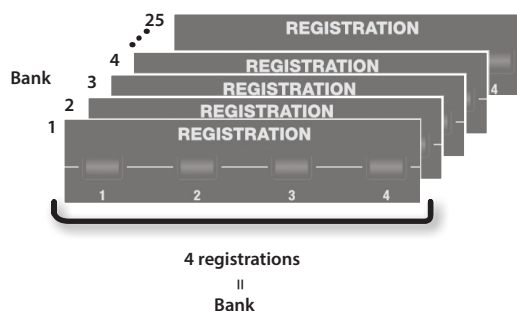 25
REGISTRATION
4
4
REGISTRATION
Bank
3
REGISTRATION
2
REGISTRATION
1
REGISTRATION
1 2 3 4
4 registrations
=
Bank